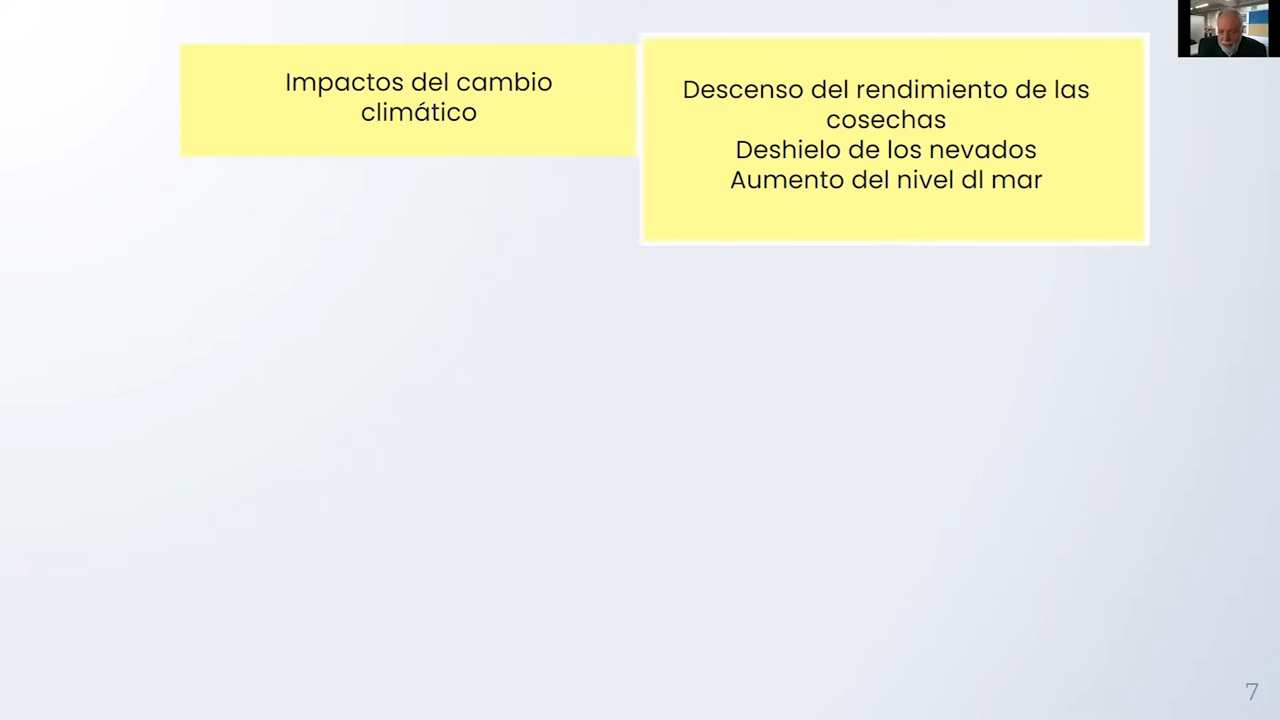 Impactos del cambio
climático
Descenso del rendimiento de las
cosechas
Deshielo de los nevados
Aumento del nivel dl mar
7